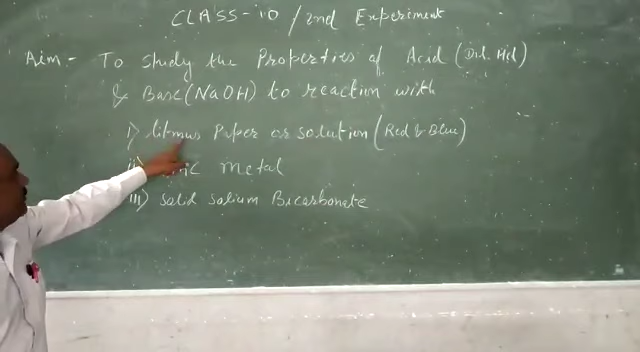 CLASS-10 / 2nd Experiment
Aim - To study the Properties of Acid (Dil. Hcl)
& Base (NaOH) to reaction with
i) litmus Paper or solution (Red & Blue)
ii) metal
iii) Solid Sodium Bicarbonate